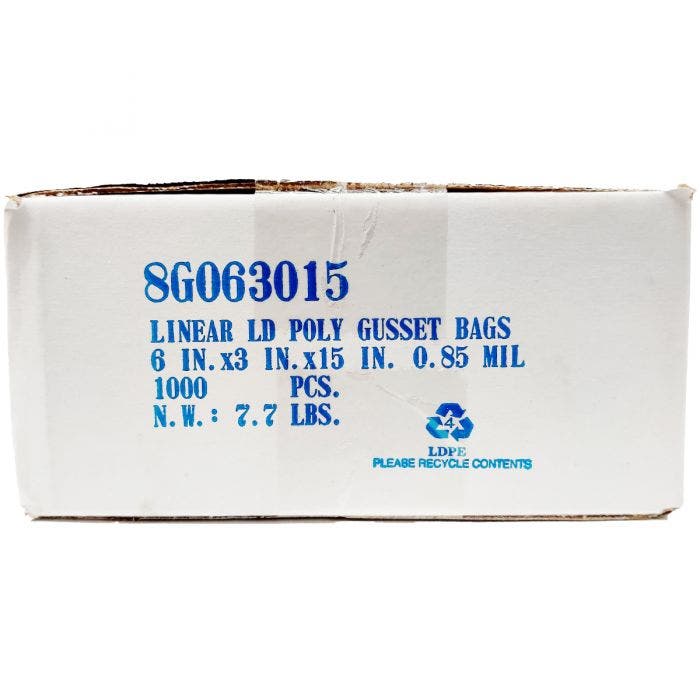 8G063015
LINEAR LD POLY GUSSET BAGS
6 IN.x3 IN.x15 IN. 0.85 MIL
1000 PCS.
N.W.: 7.7 LBS.
4
LDPE
PLEASE RECYCLE CONTENTS